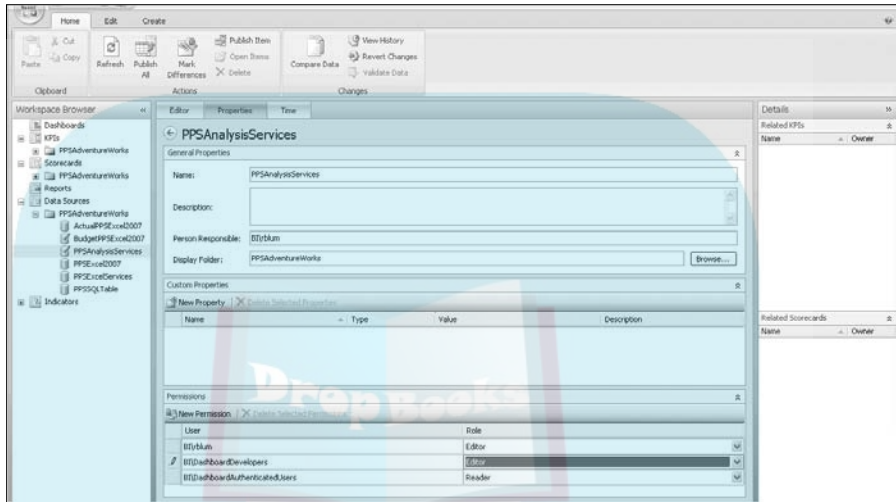 Home Edit Create
Paste
Cut
Copy
Clipboard
Refresh
Publish All
Mark Differences
Publish Item
Open Items
Delete
Actions
Compare Data
View History
Revert Changes
Validate Data
Changes
Workspace Browser
Dashboards
KPIs
PPSAdventureWorks
Scorecards
PPSAdventureWorks
Reports
Data Sources
PPSAdventureWorks
ActualPPSExcel2007
BudgetPPSExcel2007
PPSAnalysisServices
PPSExcel2007
PPSExcelServices
PPSSQLTable
Indicators
Editor Properties Time
PPSAnalysisServices
General Properties
Name: PPSAnalysisServices
Description:
Person Responsible: BI\rblum
Display Folder: PPSAdventureWorks Browse...
Custom Properties
New Property Delete Selected Properties
Name Type Value Description
Drop Books
Permissions
New Permission Delete Selected Permissions
User Role
BI\rblum Editor
BI\DashboardDevelopers Editor
BI\DashboardAuthenticatedUsers Reader
Details
Related KPIs
Name Owner
Related Scorecards
Name Owner